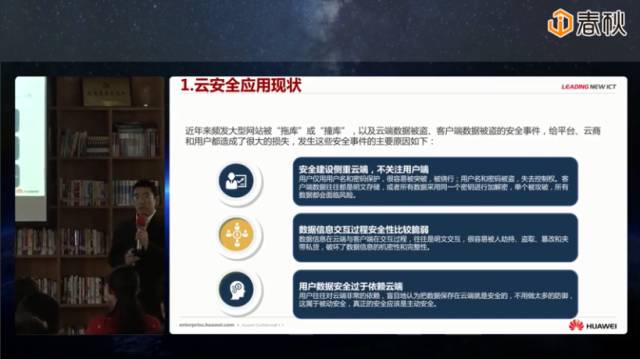 春秋
1.云安全应用现状
LEADING NEW ICT
近年来频发大型网站被“拖库”或“撞库”，以及云端数据被盗、客户端数据被盗的安全事件，给平台、云商
和用户都造成了很大的损失，发生这些安全事件的主要原因如下：
安全建设侧重云端，不关注用户端
用户仅用用户名和密码保护，很容易被突破，被绕行；用户名和密码被盗，失去控制权。客
户端数据往往都是明文存储，或者所有数据采用同一个密钥进行加解密，单个被攻破，所有
数据都会面临风险。
数据信息交互过程安全性比较脆弱
数据信息在云端与客户端在交互过程，往往是明文交互，很容易被人劫持、盗取、篡改和夹
带私货，破坏了数据信息的机密性和完整性。
用户数据安全过于依赖云端
用户往往对云端非常的依赖，盲目地认为把数据保存在云端就是安全的，不用做太多的防御，
这属于被动安全，真正的安全应该是主动安全。
enterprise.huawei.com
Huawei Confidential
HUAWEI